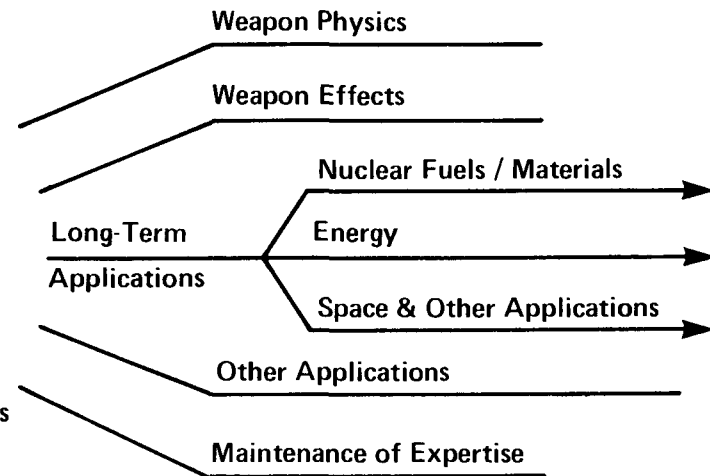 Weapon Physics
Weapon Effects
Nuclear Fuels / Materials
Long-Term
Energy
Applications
Space & Other Applications
Other Applications
s
Maintenance of Expertise